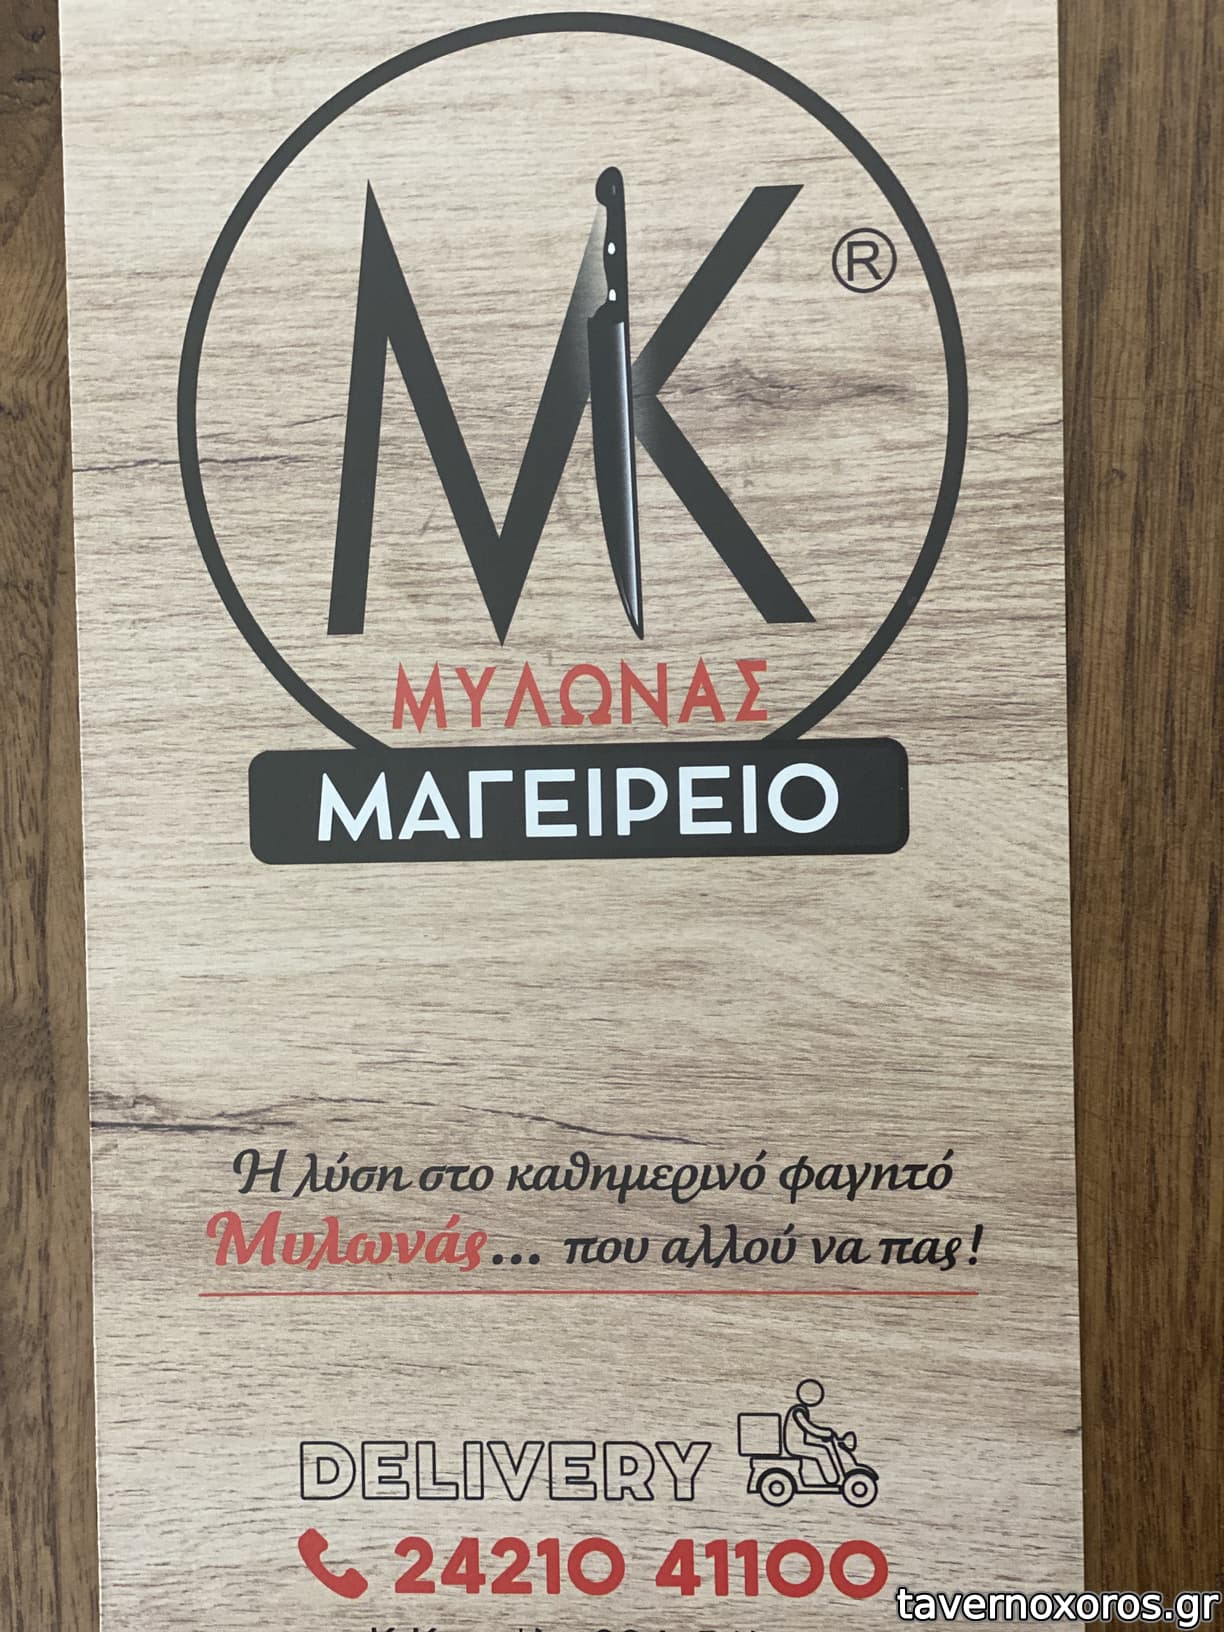 MK ®
ΜΥΛΩΝΑΣ
ΜΑΓΕΙΡΕΙΟ
Η λύση στο καθημερινό φαγητό
Μυλωνάς... που αλλού να πας!
DELIVERY
24210 41100
tavernoxoros.gr